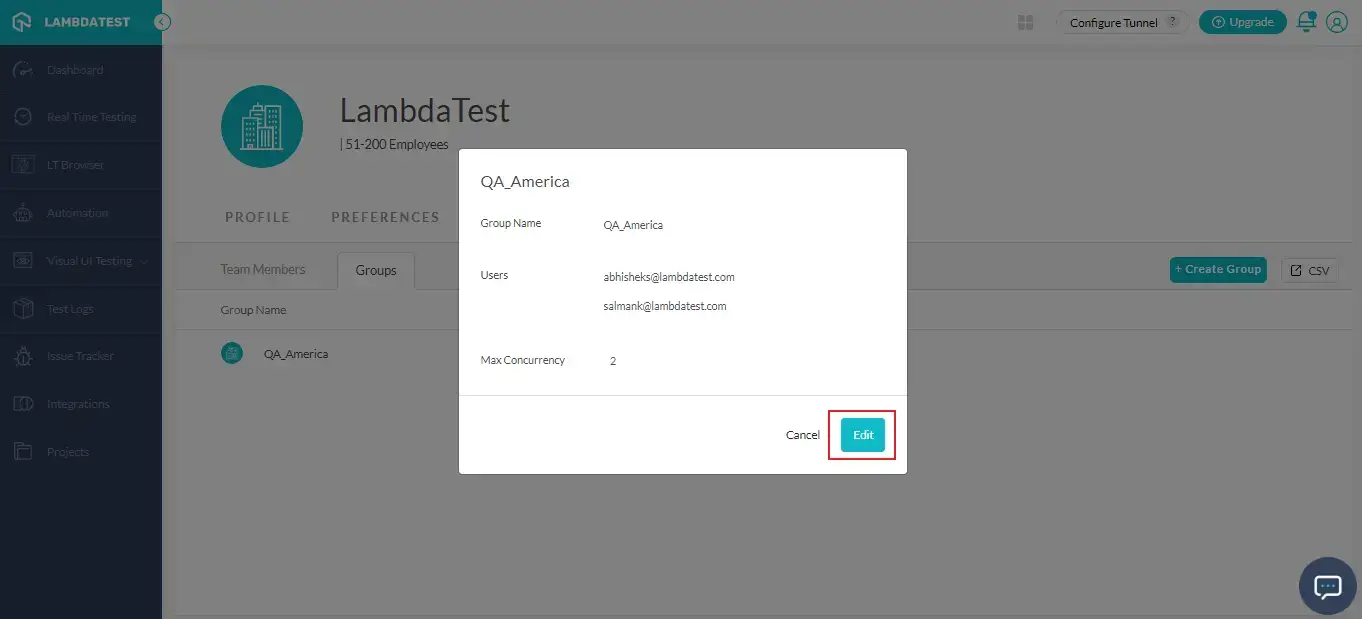 LAMBDATEST
Configure Tunnel ?
Upgrade
Dashboard
Real Time Testing
LT Browser
Automation
Visual UI Testing
Test Logs
Issue Tracker
Integrations
Projects
LambdaTest
| 51-200 Employees
PROFILE PREFERENCES
Team Members Groups
+ Create Group CSV
Group Name
QA_America
QA_America
Group Name QA_America
Users abhisheks@lambdatest.com
salmank@lambdatest.com
Max Concurrency 2
Cancel Edit